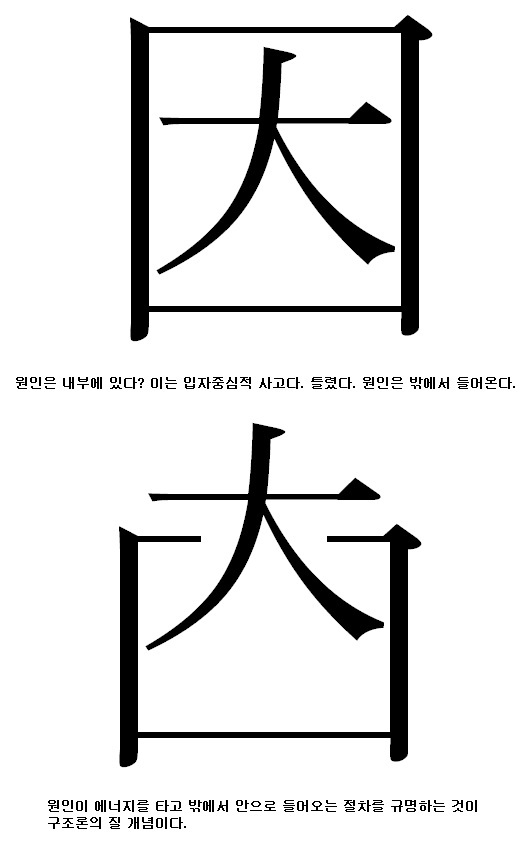 因
원인은 내부에 있다? 이는 입자중심적 사고다. 틀렸다. 원인은 밖에서 들어온다.
원인이 에너지를 타고 밖에서 안으로 들어오는 절차를 규명하는 것이
구조론의 질 개념이다.